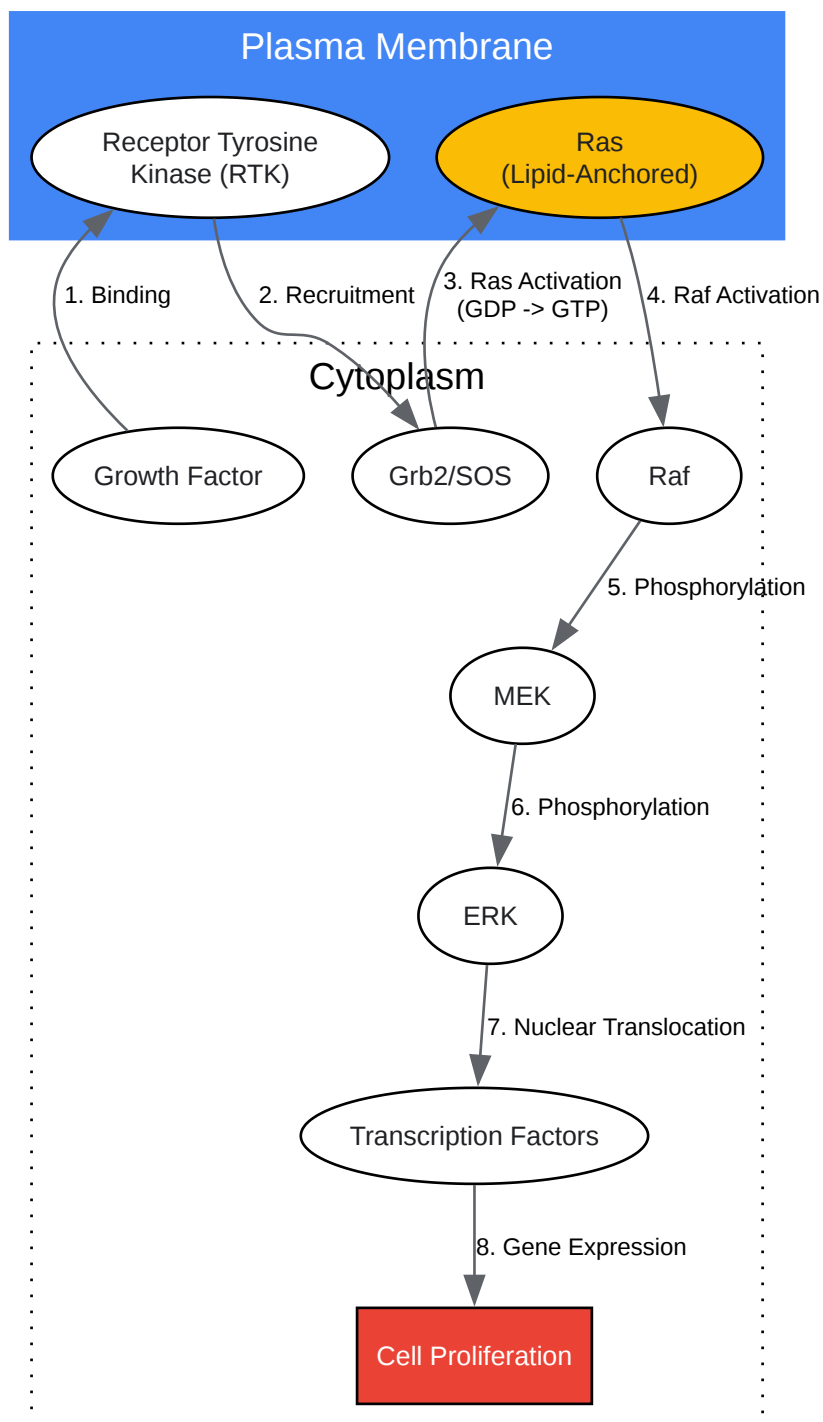 Plasma Membrane
Receptor Tyrosine
Kinase (RTK)
Ras
(Lipid-Anchored)
1. Binding
2. Recruitment
3. Ras Activation
(GDP -> GTP)
4. Raf Activation
Cytoplasm
Growth Factor
Grb2/SOS
Raf
5. Phosphorylation
MEK
6. Phosphorylation
ERK
7. Nuclear Translocation
Transcription Factors
8. Gene Expression
Cell Proliferation